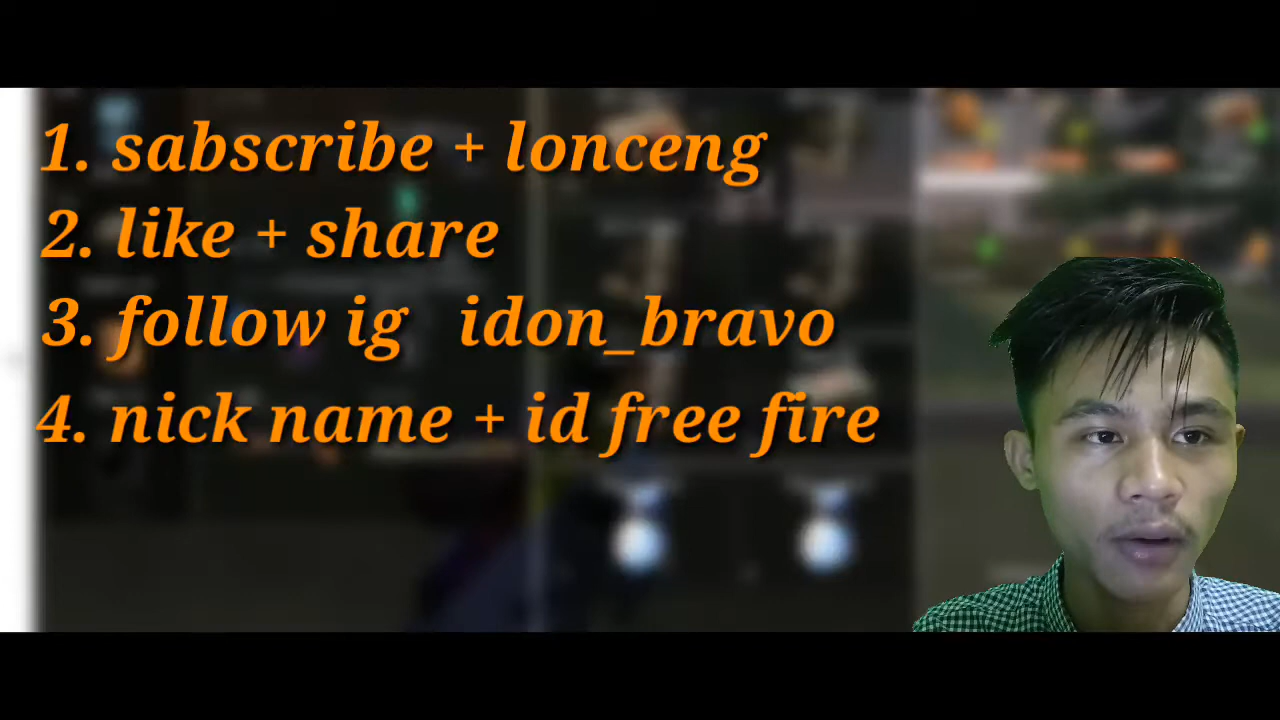 1. sabscribe + lonceng
2. like + share
3. follow ig idon_bravo
4. nick name + id free fire